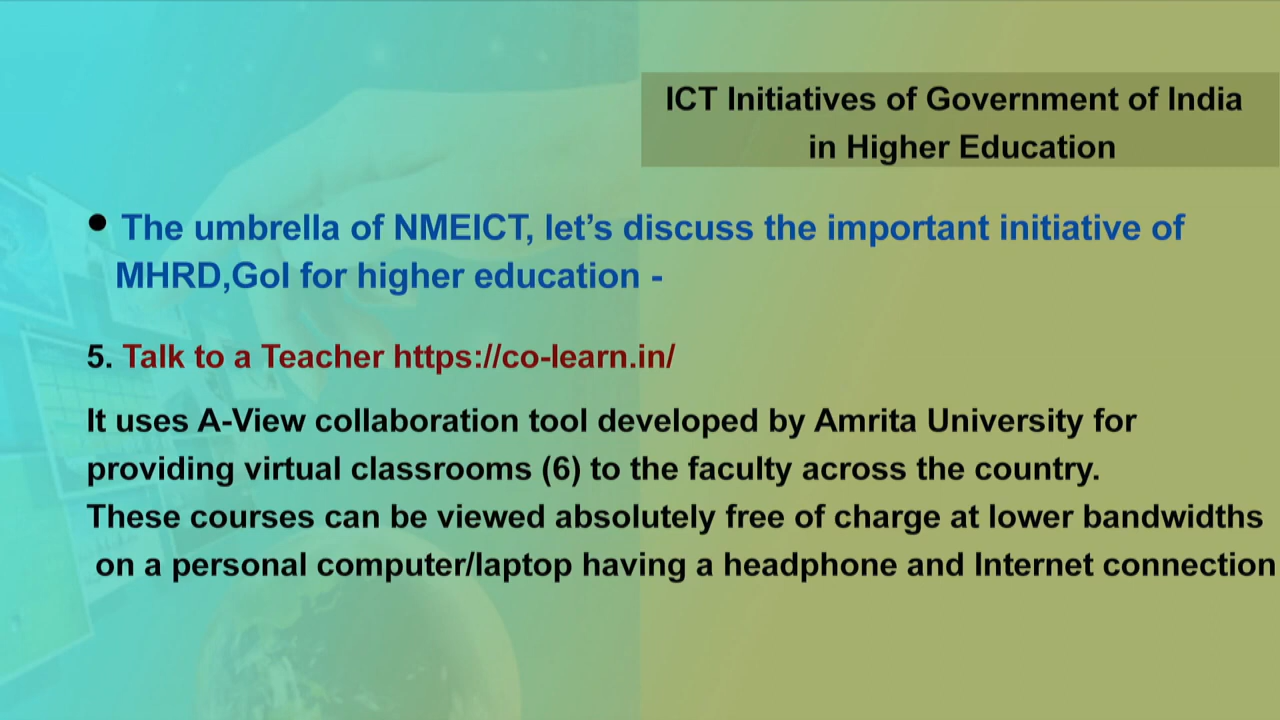 ICT Initiatives of Government of India
in Higher Education
• The umbrella of NMEICT, let’s discuss the important initiative of
MHRD,GoI for higher education -
5. Talk to a Teacher https://co-learn.in/
It uses A-View collaboration tool developed by Amrita University for
providing virtual classrooms (6) to the faculty across the country.
These courses can be viewed absolutely free of charge at lower bandwidths
on a personal computer/laptop having a headphone and Internet connection